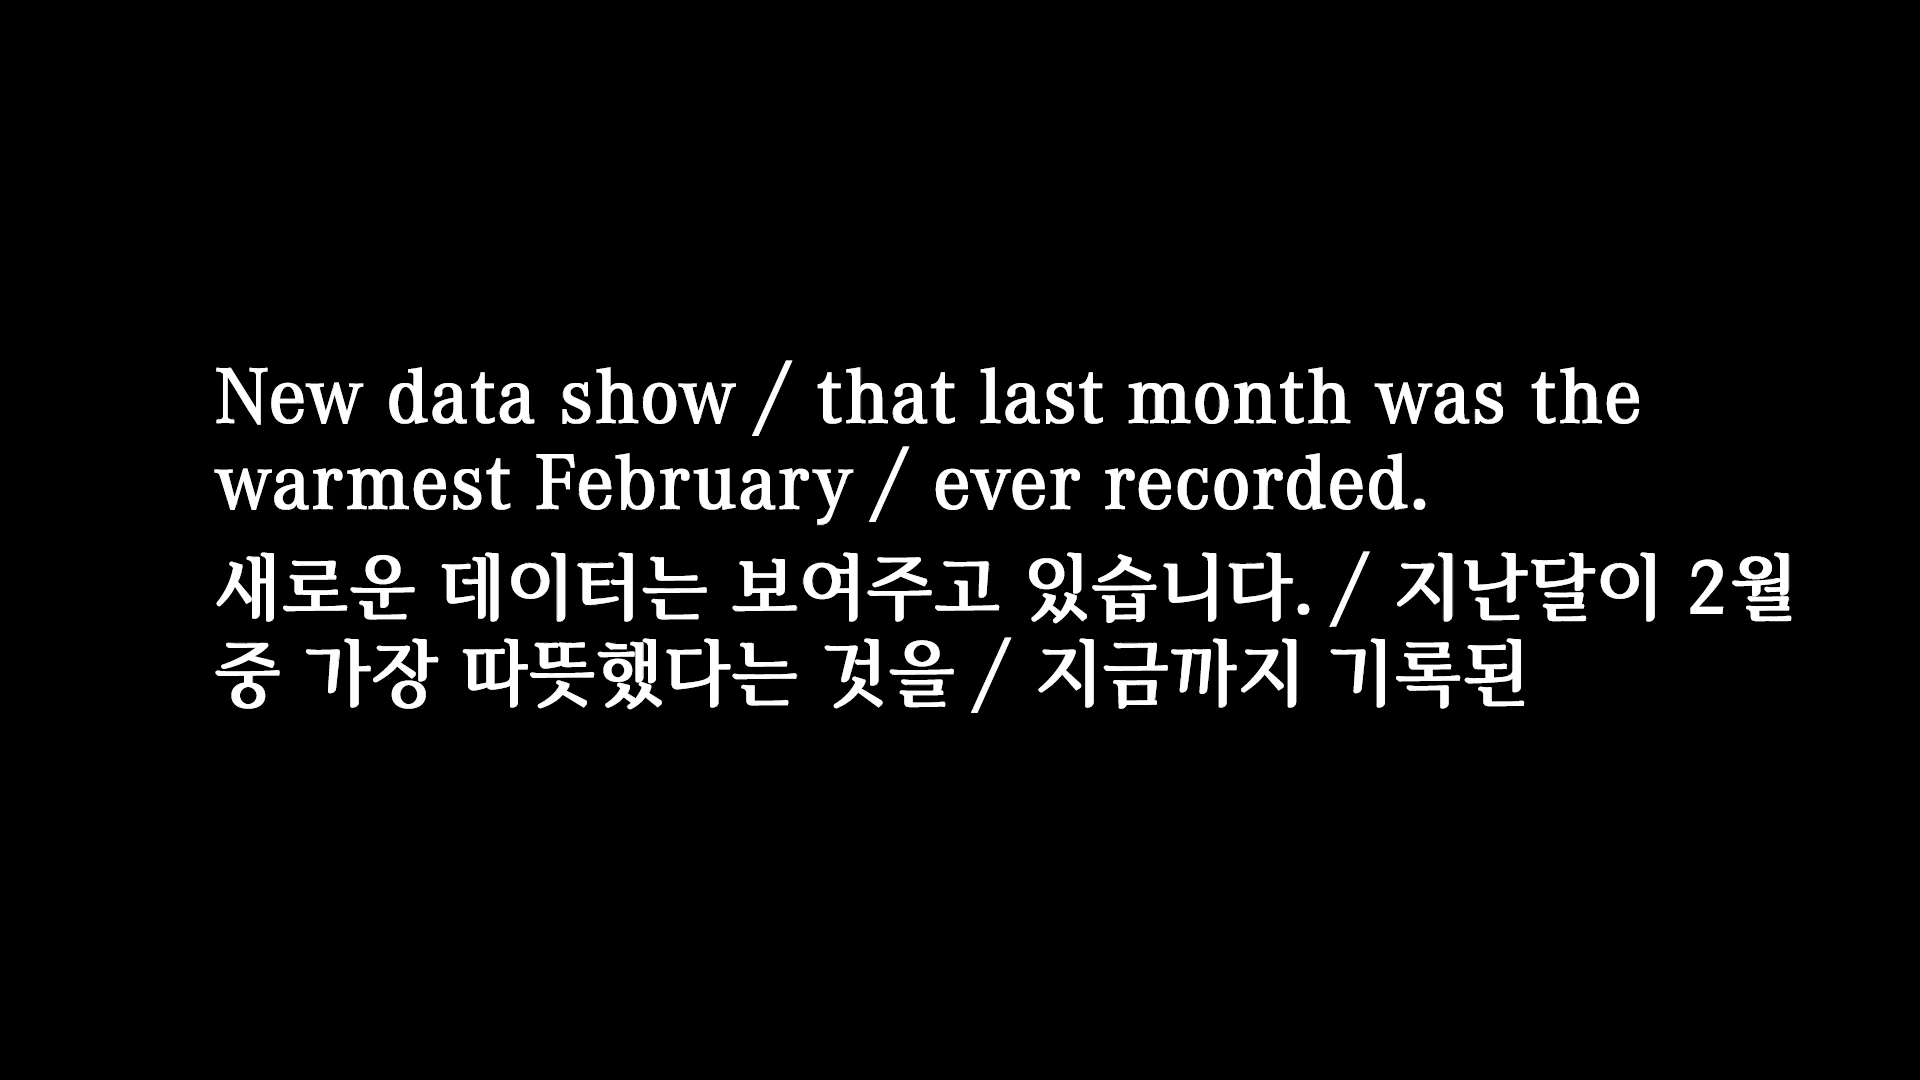 New data show / that last month was the
warmest February / ever recorded.
새로운 데이터는 보여주고 있습니다. / 지난달이 2월
중 가장 따뜻했다는 것을 / 지금까지 기록된